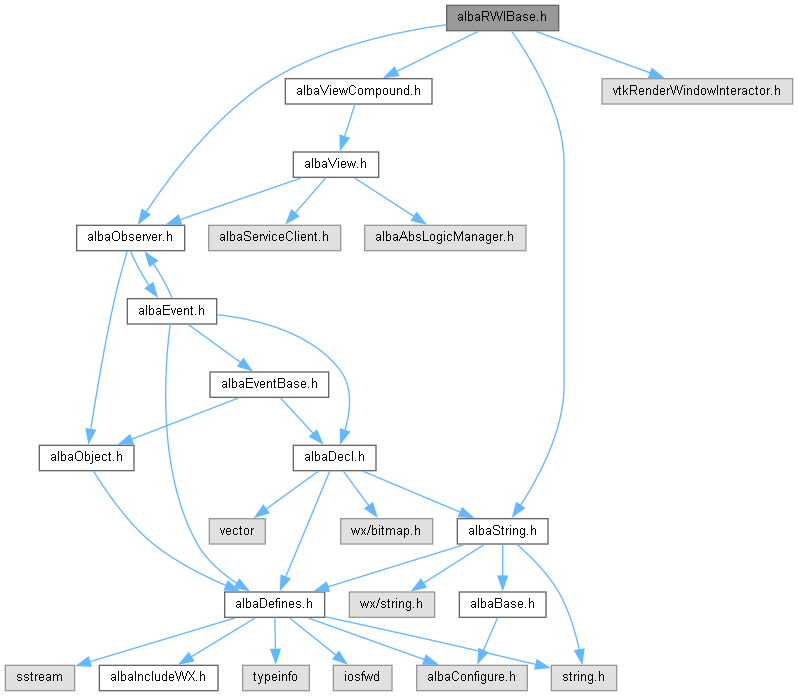 albaRWIBase.h
albaViewCompound.h
vtkRenderWindowInteractor.h
albaView.h
albaObserver.h
albaServiceClient.h
albaAbsLogicManager.h
albaEvent.h
albaEventBase.h
albaObject.h
albaDecl.h
vector
wx/bitmap.h
albaString.h
albaDefines.h
wx/string.h
albaBase.h
sstream
albaIncludeWX.h
typeinfo
iosfwd
albaConfigure.h
string.h